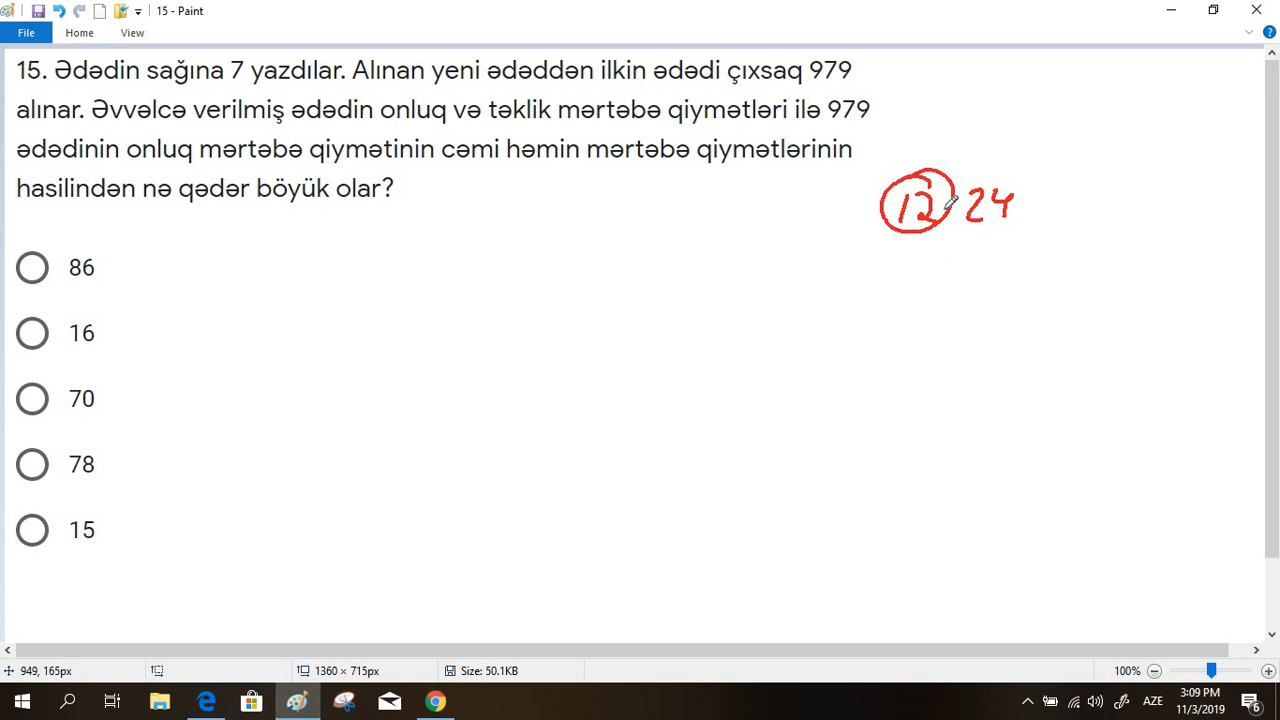 15 - Paint
File
Home
View
15. Ədədin sağına 7 yazdılar. Alınan yeni ədəddən ilkin ədədi çıxsaq 979
alınar. Əvvəlcə verilmiş ədədin onluq və təklik mərtəbə qiymətləri ilə 979
ədədinin onluq mərtəbə qiymətinin cəmi həmin mərtəbə qiymətlərinin
hasilindən nə qədər böyük olar?
12 24
86
16
70
78
15
949, 165px
1360 × 715px
Size: 50.1KB
100%
AZE
3:09 PM
11/3/2019
6